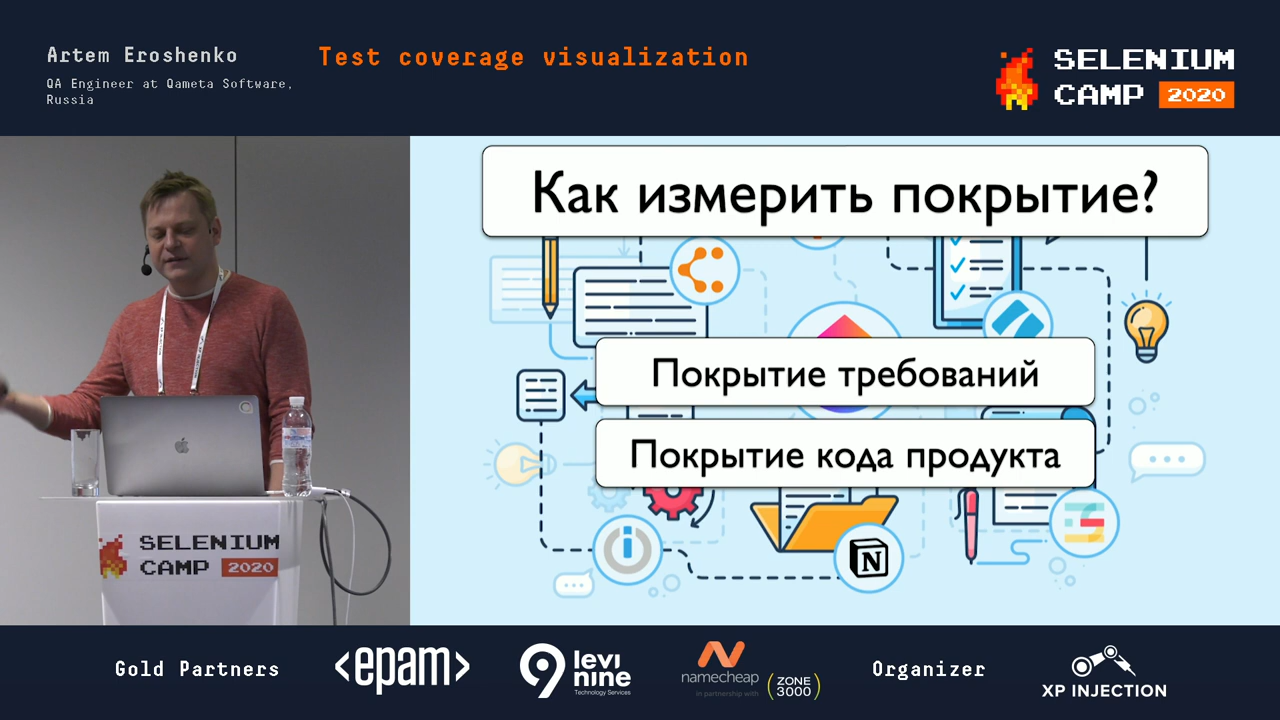 Artem Eroshenko
QA Engineer at Qameta Software,
Russia
Test coverage visualization
SELENIUM
CAMP 2020
Как измерить покрытие?
Покрытие требований
Покрытие кода продукта
N
SELENIUM
CAMP 2020
Gold Partners
<epam>
9 levi
nine
Technology Services
namecheap
in partnership with
ZONE
3000
Organizer
XP INJECTION